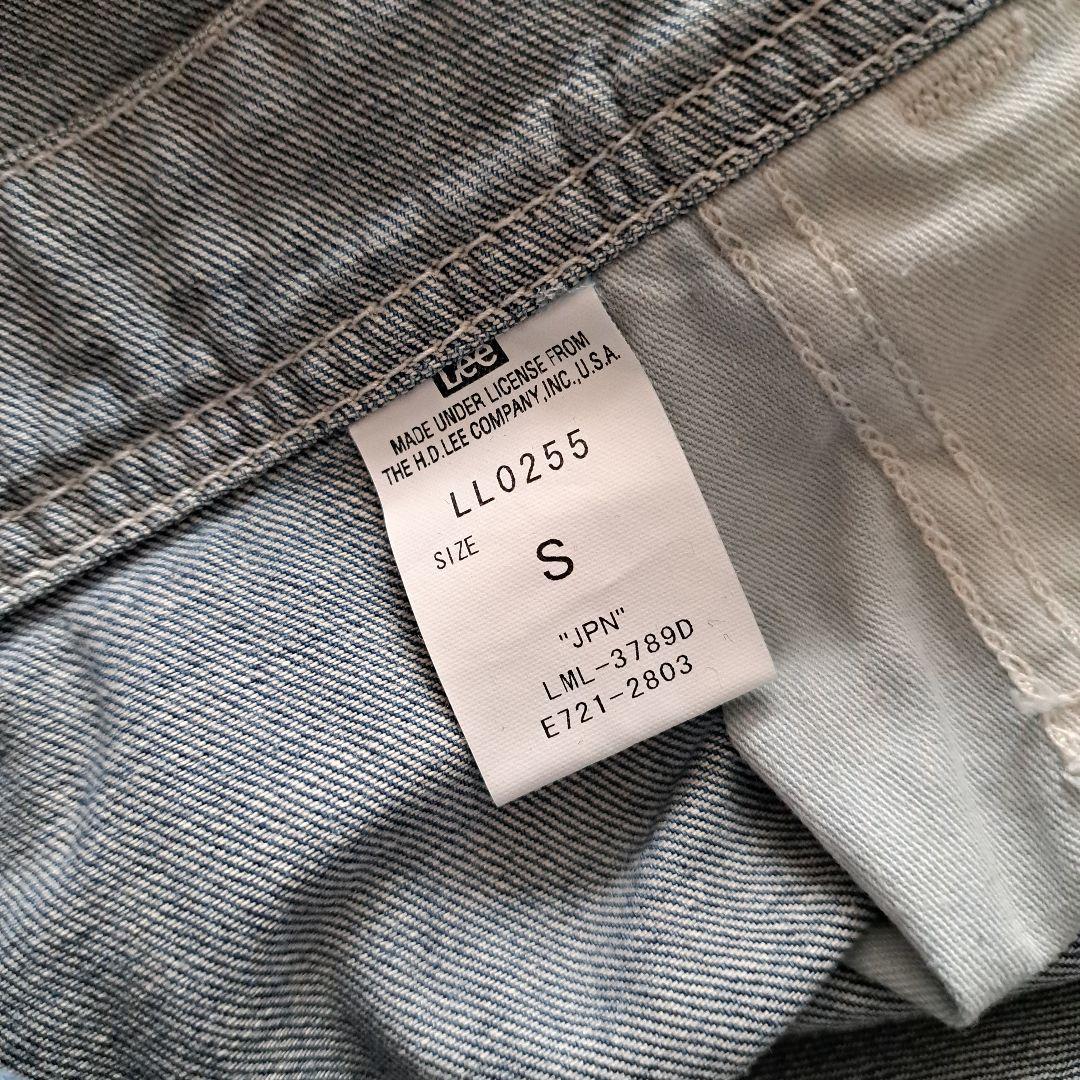 Lee
MADE UNDER LICENSE FROM
THE H.D.LEE COMPANY,INC.,U.S.A.
LL0255
SIZE S
"JPN"
LML-3789D
E721-2803